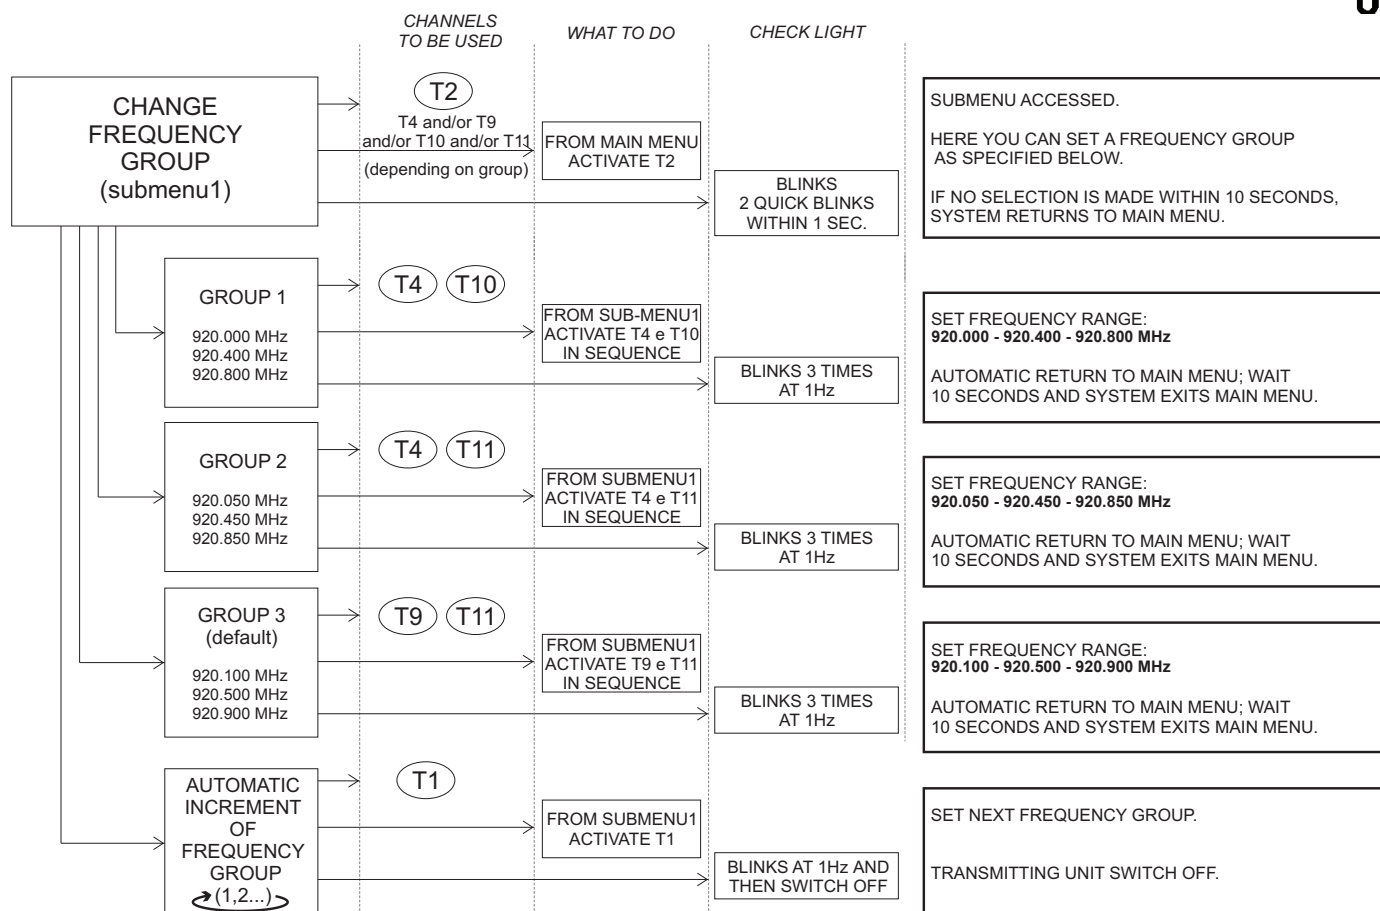 CHANNELS
TO BE USED
WHAT TO DO
CHECK LIGHT
CHANGE
FREQUENCY
GROUP
(submenu1)
T2
T4 and/or T9
and/or T10 and/or T11
(depending on group)
FROM MAIN MENU
ACTIVATE T2
BLINKS
2 QUICK BLINKS
WITHIN 1 SEC.
SUBMENU ACCESSED.
HERE YOU CAN SET A FREQUENCY GROUP
AS SPECIFIED BELOW.
IF NO SELECTION IS MADE WITHIN 10 SECONDS,
SYSTEM RETURNS TO MAIN MENU.
GROUP 1
920.000 MHz
920.400 MHz
920.800 MHz
T4 T10
FROM SUB-MENU1
ACTIVATE T4 e T10
IN SEQUENCE
BLINKS 3 TIMES
AT 1Hz
SET FREQUENCY RANGE:
920.000 - 920.400 - 920.800 MHz
AUTOMATIC RETURN TO MAIN MENU; WAIT
10 SECONDS AND SYSTEM EXITS MAIN MENU.
GROUP 2
920.050 MHz
920.450 MHz
920.850 MHz
T4 T11
FROM SUBMENU1
ACTIVATE T4 e T11
IN SEQUENCE
BLINKS 3 TIMES
AT 1Hz
SET FREQUENCY RANGE:
920.050 - 920.450 - 920.850 MHz
AUTOMATIC RETURN TO MAIN MENU; WAIT
10 SECONDS AND SYSTEM EXITS MAIN MENU.
GROUP 3
(default)
920.100 MHz
920.500 MHz
920.900 MHz
T9 T11
FROM SUBMENU1
ACTIVATE T9 e T11
IN SEQUENCE
BLINKS 3 TIMES
AT 1Hz
SET FREQUENCY RANGE:
920.100 - 920.500 - 920.900 MHz
AUTOMATIC RETURN TO MAIN MENU; WAIT
10 SECONDS AND SYSTEM EXITS MAIN MENU.
AUTOMATIC
INCREMENT
OF
FREQUENCY
GROUP
(1,2...)
T1
FROM SUBMENU1
ACTIVATE T1
BLINKS AT 1Hz AND
THEN SWITCH OFF
SET NEXT FREQUENCY GROUP.
TRANSMITTING UNIT SWITCH OFF.